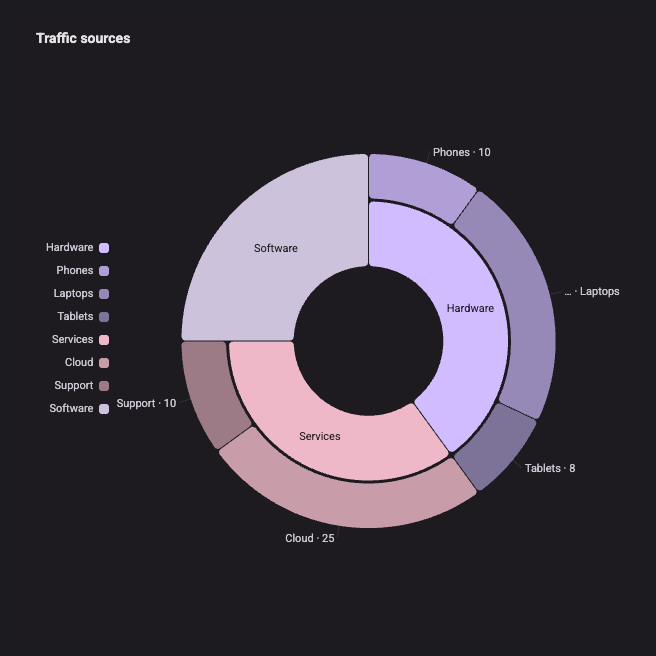 Traffic sources
Phones · 10
Software
Hardware
Hardware
Phones
Laptops
Tablets
Services
Cloud
Support
Software
... · Laptops
Support · 10
Services
Tablets · 8
Cloud · 25